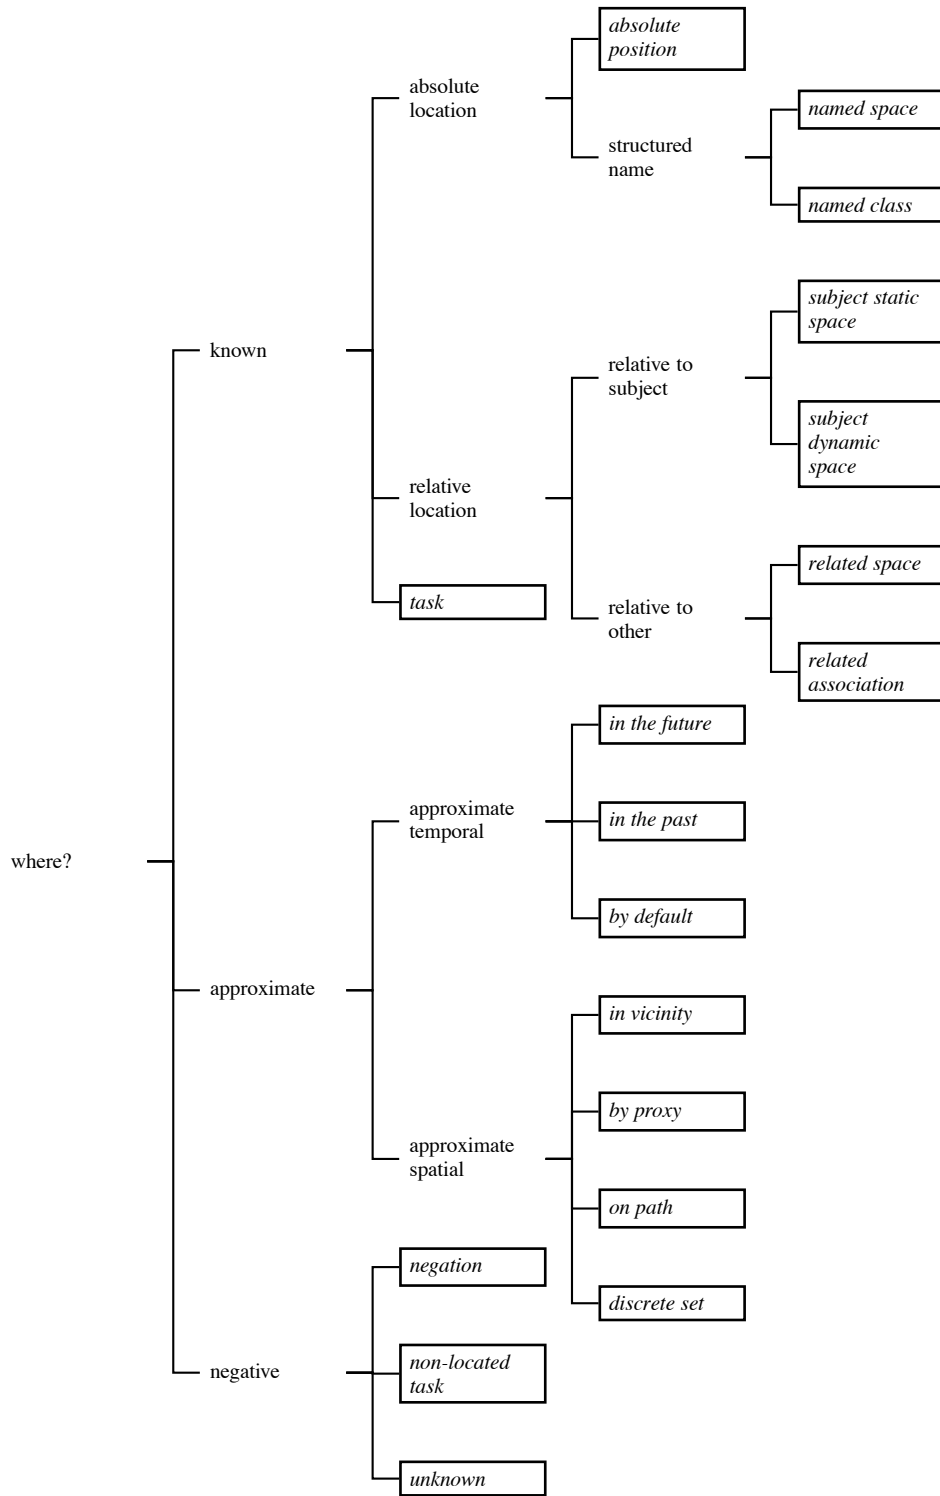 where?
known
absolute
location
absolute
position
structured
name
named space
named class
relative
location
relative to
subject
subject static
space
subject
dynamic
space
relative to
other
related space
related
association
task
approximate
approximate
temporal
in the future
in the past
by default
approximate
spatial
in vicinity
by proxy
on path
discrete set
negative
negation
non-located
task
unknown